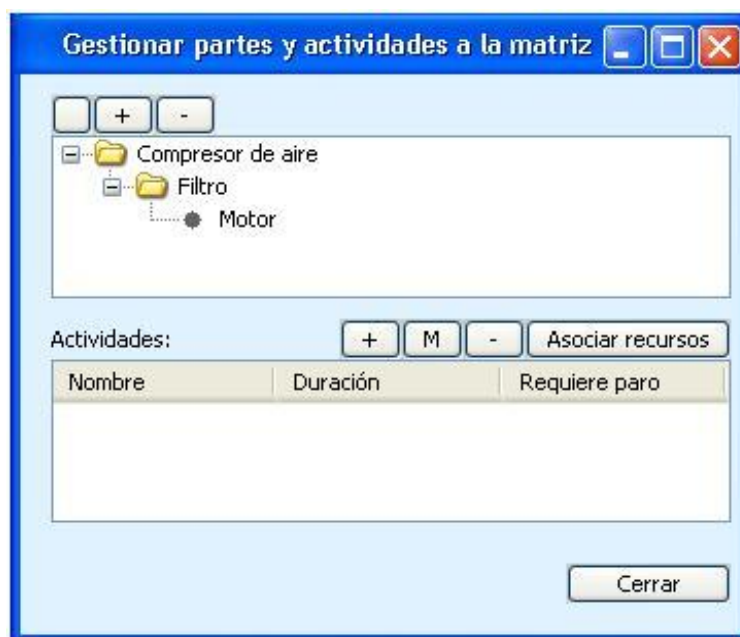 Gestionar partes y actividades a la matriz
+ -
Compresor de aire
Filtro
Motor
Actividades: + M - Asociar recursos
Nombre Duración Requiere paro
Cerrar